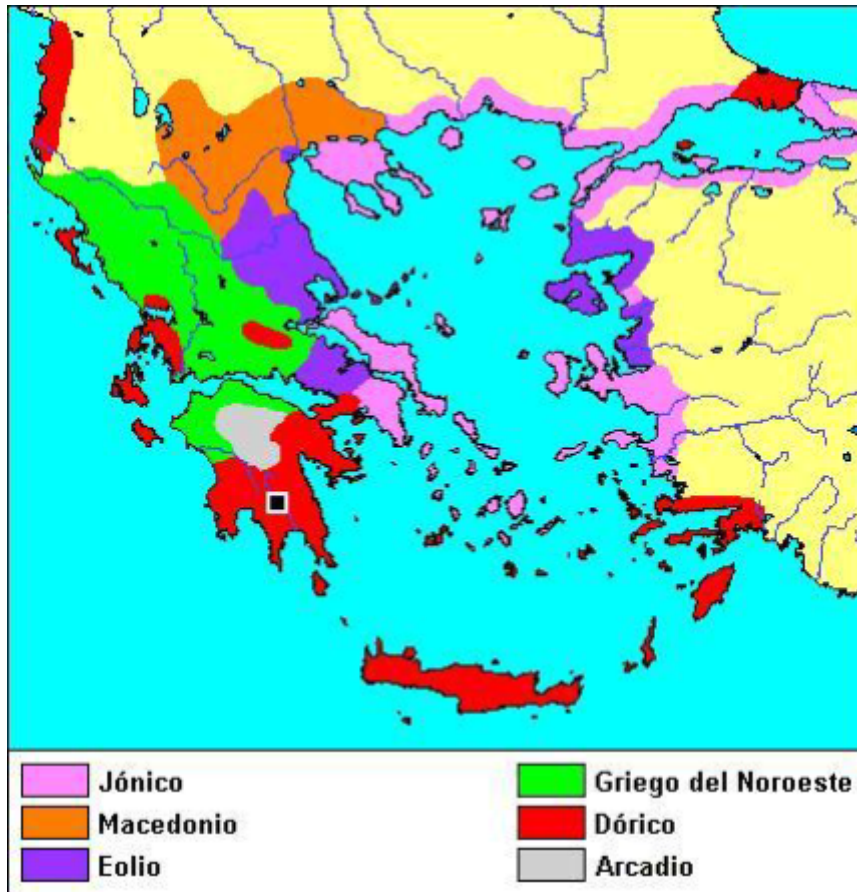 Jónico
Macedonio
Eolio
Griego del Noroeste
Dórico
Arcadio